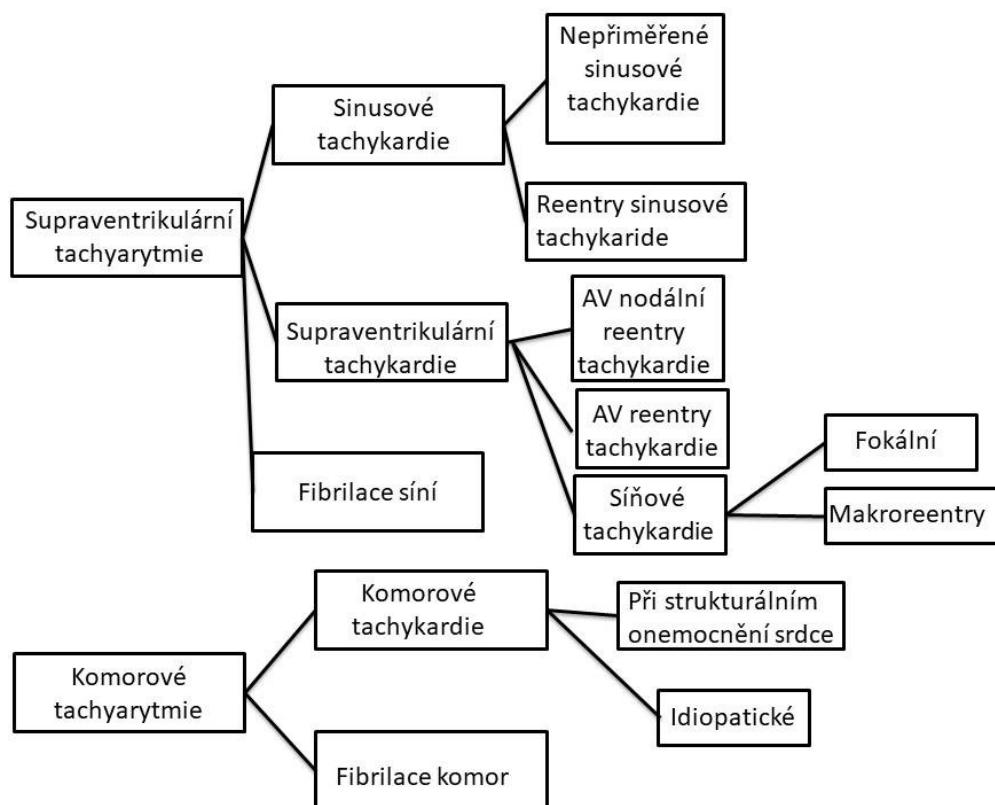 Nepřiměřené
sinusové
tachykardie
Sinusové
tachykardie
Reentry sinusové
tachykaride
Supraventrikulární
tachyarytmie
AV nodální
reentry
tachykardie
Supraventrikulární
tachykardie
AV reentry
tachykardie
Fokální
Fibrilace síní
Síňové
tachykardie
Makroreentry
Komorové
tachykardie
Při strukturálním
onemocnění srdce
Komorové
tachyarytmie
Idiopatické
Fibrilace komor